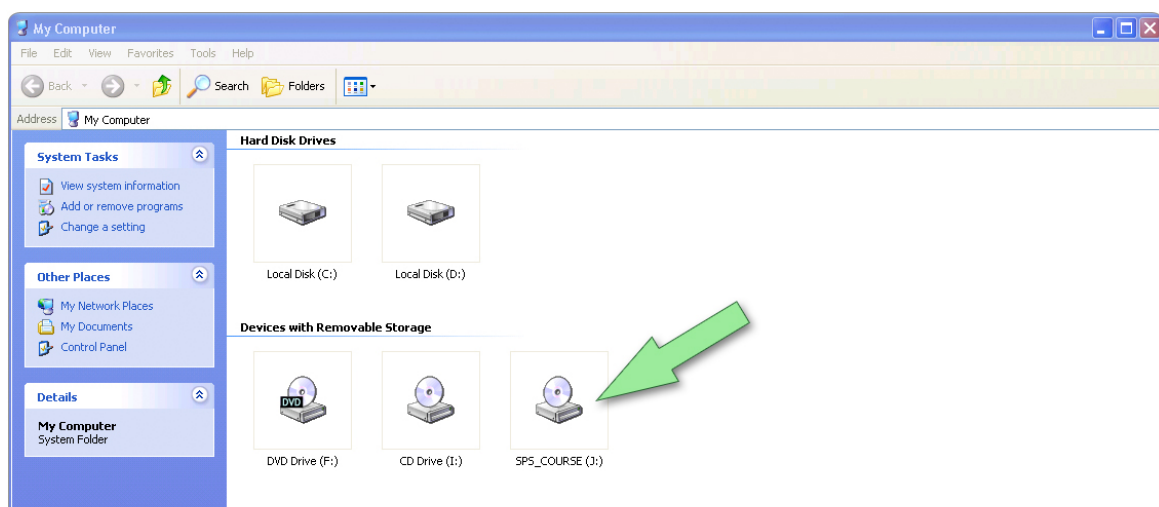 My Computer
File Edit View Favorites Tools Help
Back Search Folders
Address My Computer
System Tasks
View system information
Add or remove programs
Change a setting
Other Places
My Network Places
My Documents
Control Panel
Details
My Computer
System Folder
Hard Disk Drives
Local Disk (C:) Local Disk (D:)
Devices with Removable Storage
DVD
DVD Drive (F:) CD Drive (I:) SPS_COURSE (J:)